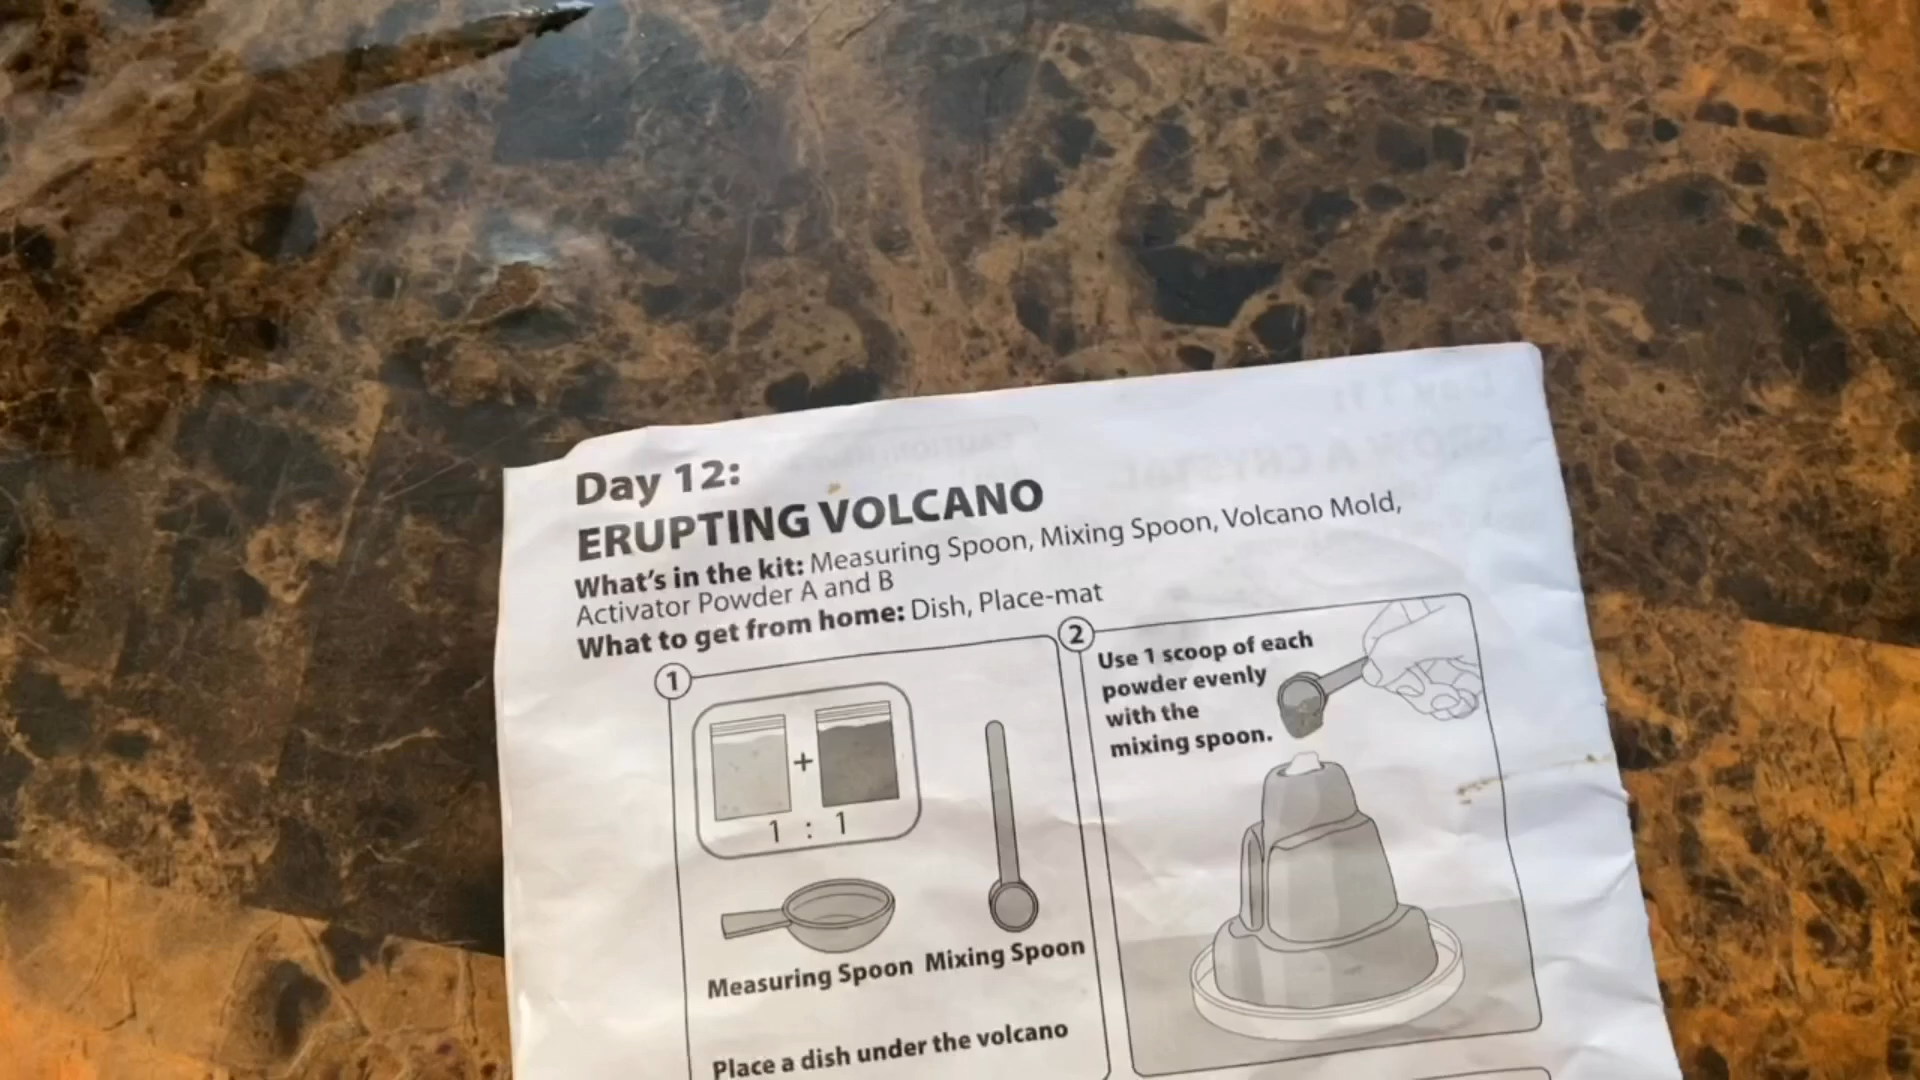 Day 12:
ERUPTING VOLCANO
What's in the kit: Measuring Spoon, Mixing Spoon, Volcano Mold,
Activator Powder A and B
What to get from home: Dish, Place-mat
1
+
1 : 1
Measuring Spoon Mixing Spoon
Place a dish under the volcano
2
Use 1 scoop of each
powder evenly
with the
mixing spoon.